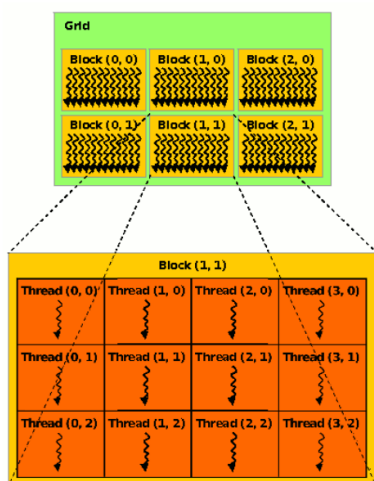 Grid
Block (0, 0) Block (1, 0) Block (2, 0)
Block (0, 1) Block (1, 1) Block (2, 1)
Block (1, 1)
Thread (0, 0) Thread (1, 0) Thread (2, 0) Thread (3, 0)
Thread (0, 1) Thread (1, 1) Thread (2, 1) Thread (3, 1)
Thread (0, 2) Thread (1, 2) Thread (2, 2) Thread (3, 2)